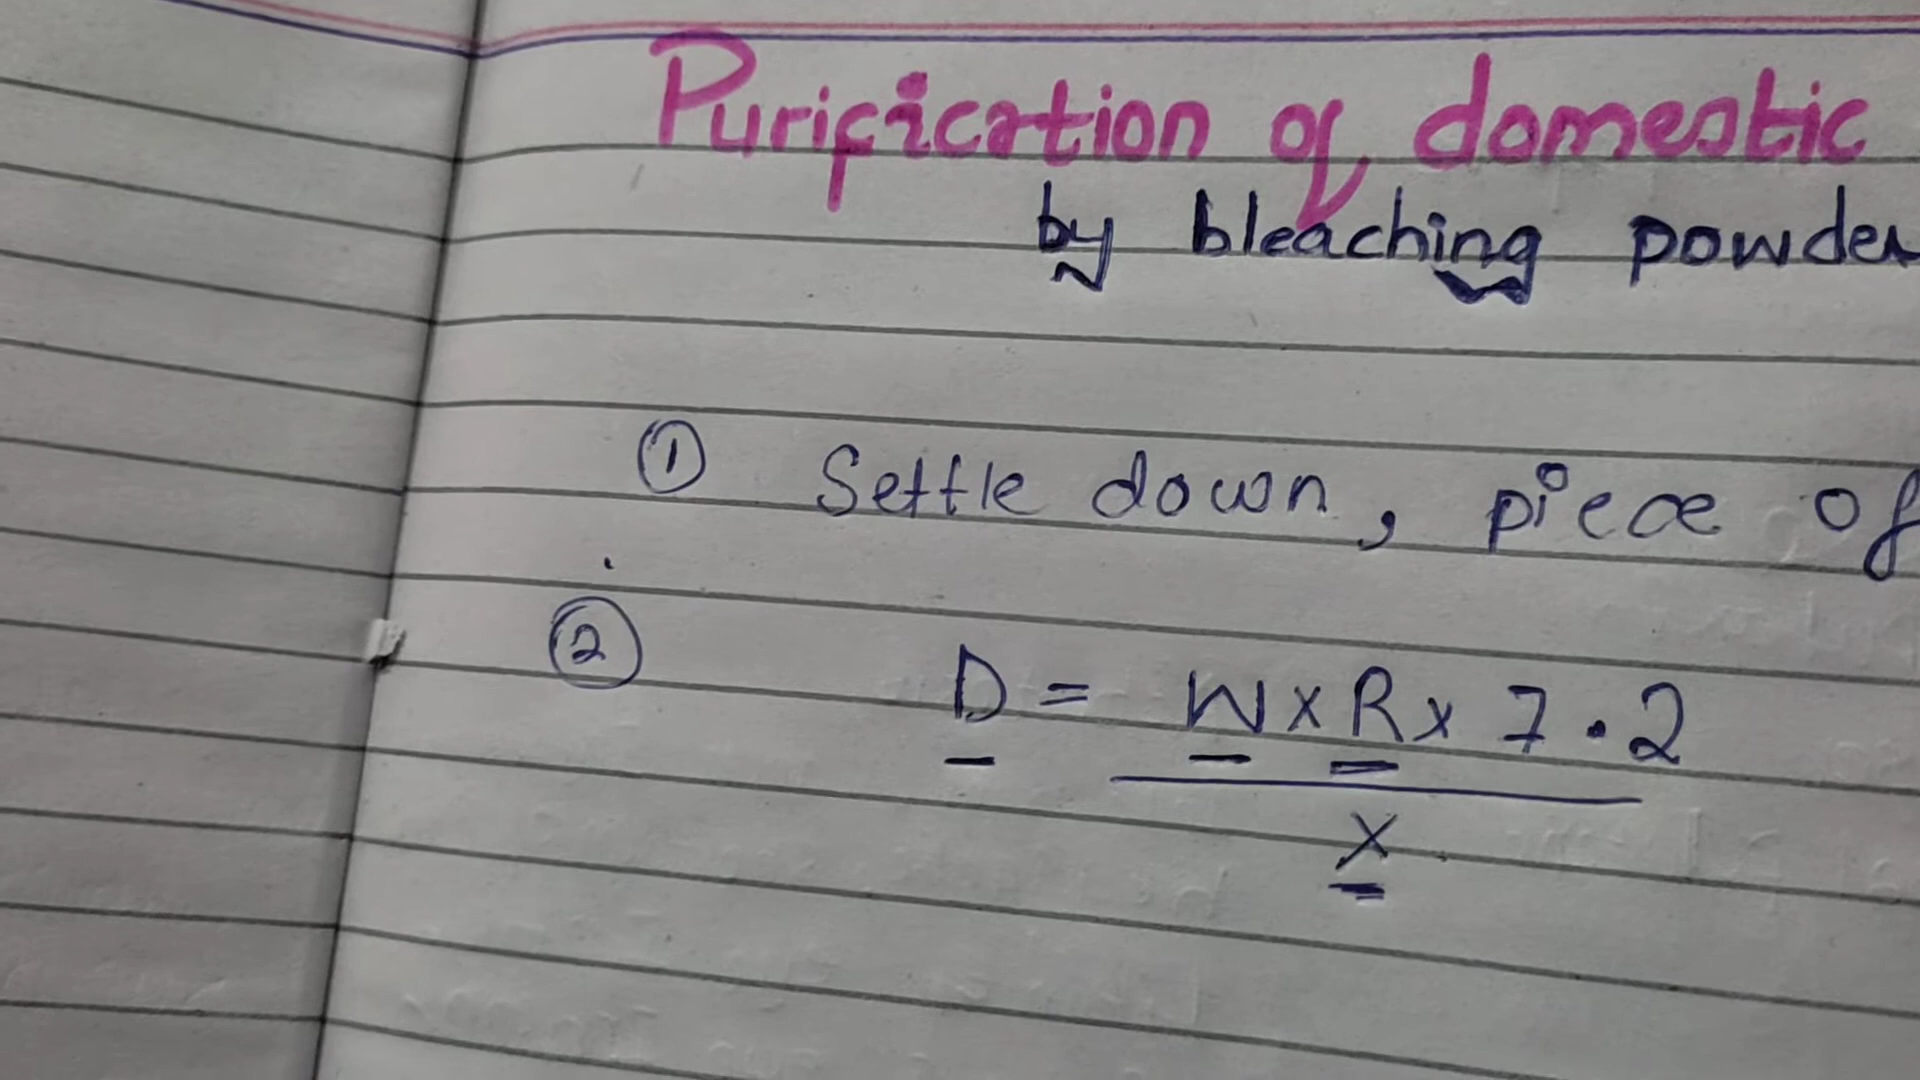 Purification of domestic
by bleaching powder
① Settle down, piece of
② D = W x R x 7.2
x